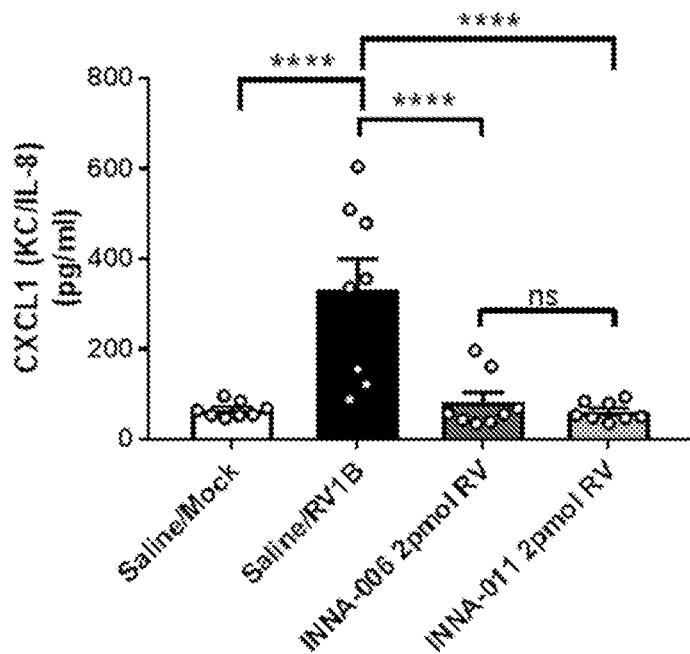 ****
****
****
ns
CXCL1 (KC/IL-8)
(pg/ml)
800
600
400
200
0
Saline/Mock
Saline/RV1B
INNA-006 2pmol RV
INNA-011 2pmol RV